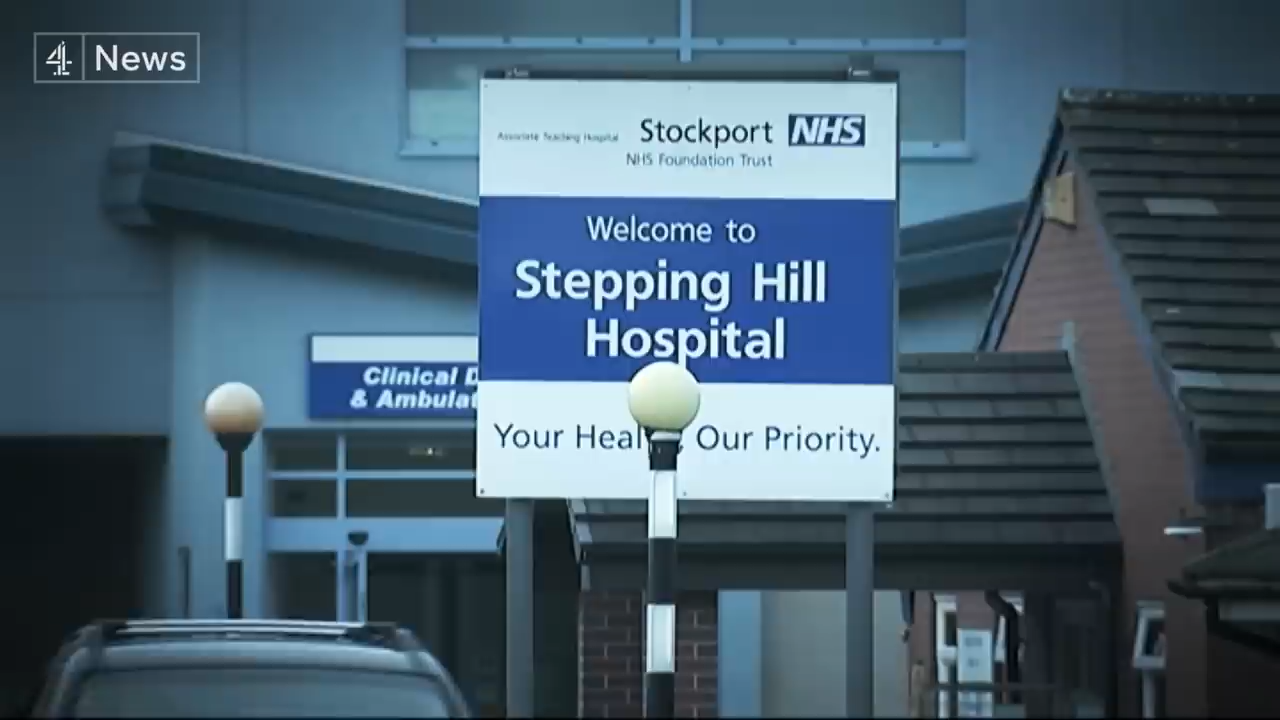 4 News
Associate Teaching Hospital
Stockport NHS
NHS Foundation Trust
Welcome to
Stepping Hill
Hospital
Your Heal , Our Priority.
Clinical D
& Ambulat